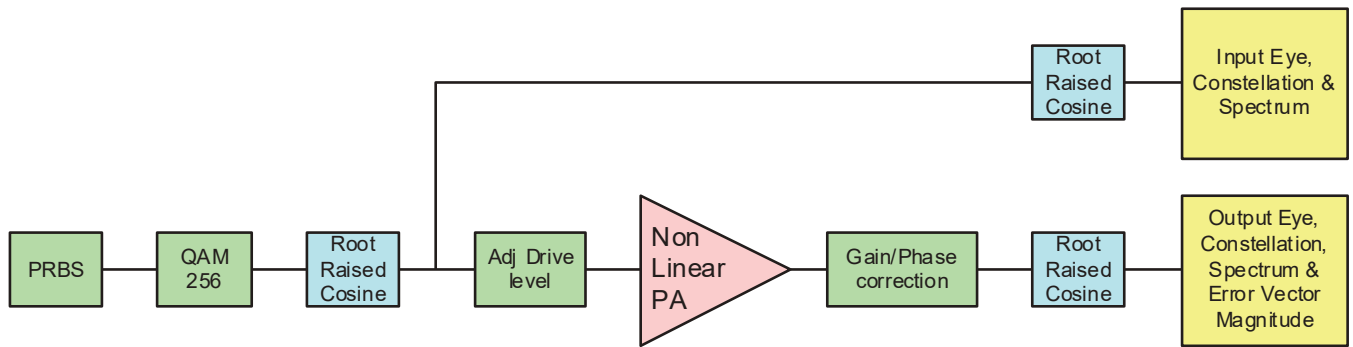 Root
Raised
Cosine
Input Eye,
Constellation &
Spectrum
PRBS
QAM
256
Root
Raised
Cosine
Adj Drive
level
Non
Linear
PA
Gain/Phase
correction
Root
Raised
Cosine
Output Eye,
Constellation,
Spectrum &
Error Vector
Magnitude